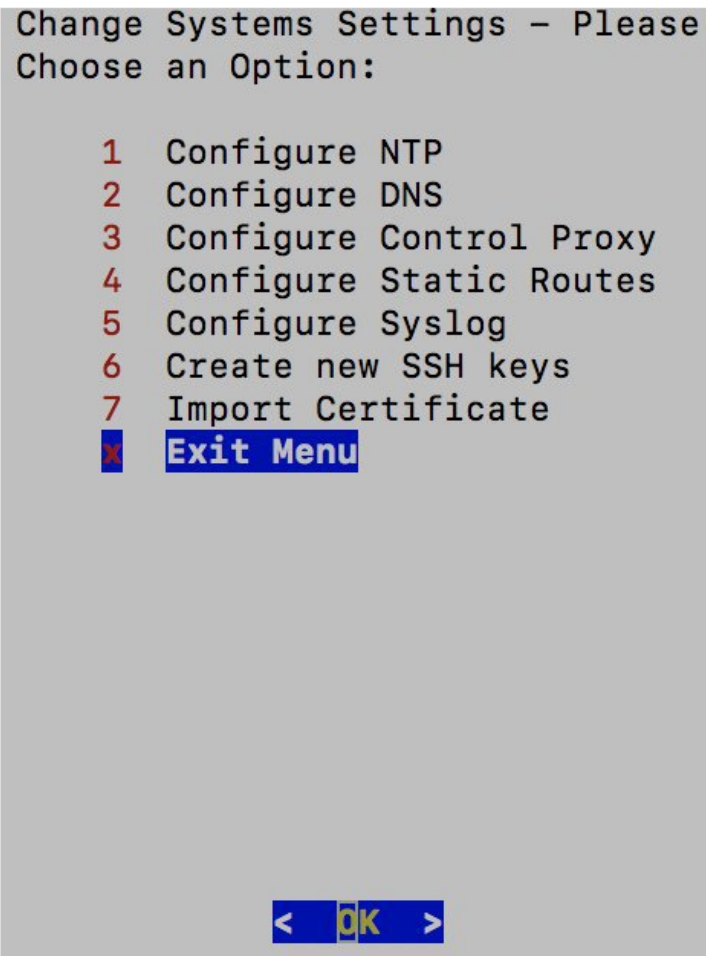 Change Systems Settings – Please
Choose an Option:
1 Configure NTP
2 Configure DNS
3 Configure Control Proxy
4 Configure Static Routes
5 Configure Syslog
6 Create new SSH keys
7 Import Certificate
x Exit Menu
< OK >